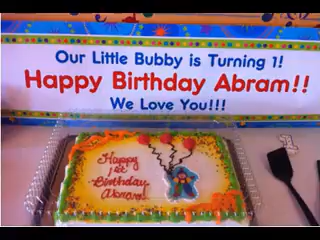 Our Little Bubby is Turning 1!
Happy Birthday Abram!!
We Love You!!!
Happy
1st
Birthday
Abram!